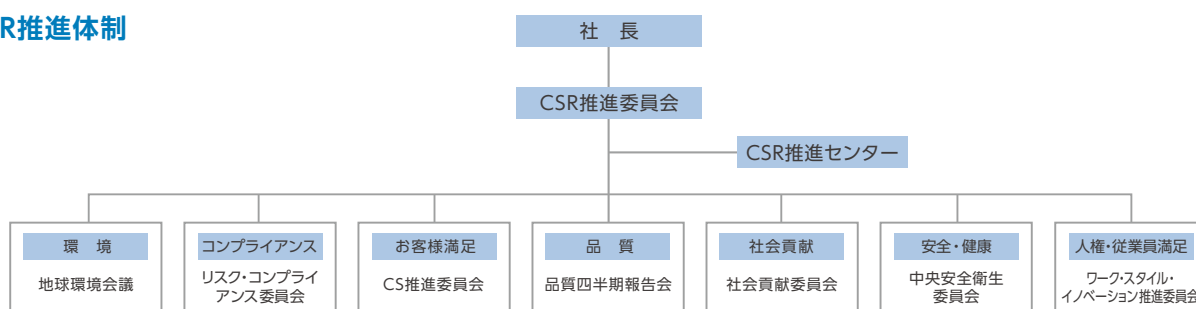 R推進体制
社 長
CSR推進委員会
CSR推進センター
環 境
地球環境会議
コンプライアンス
リスク・コンプライ
アンス委員会
お客様満足
CS推進委員会
品 質
品質四半期報告会
社会貢献
社会貢献委員会
安全・健康
中央安全衛生
委員会
人権・従業員満足
ワーク・スタイル・
イノベーション推進委員会